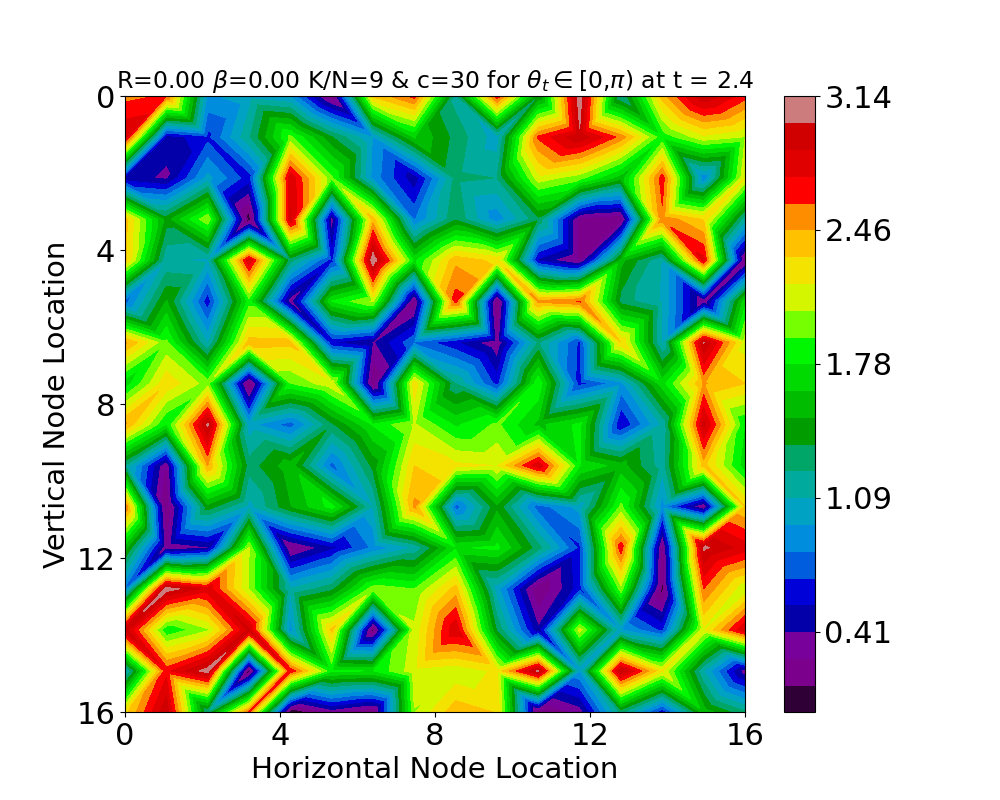 R=0.00 β=0.00 K/N=9 & c=30 for θ_t ∈ [0,π) at t = 2.4
0
4
8
12
16
Vertical Node Location
0 4 8 12 16
Horizontal Node Location
3.14
2.46
1.78
1.09
0.41